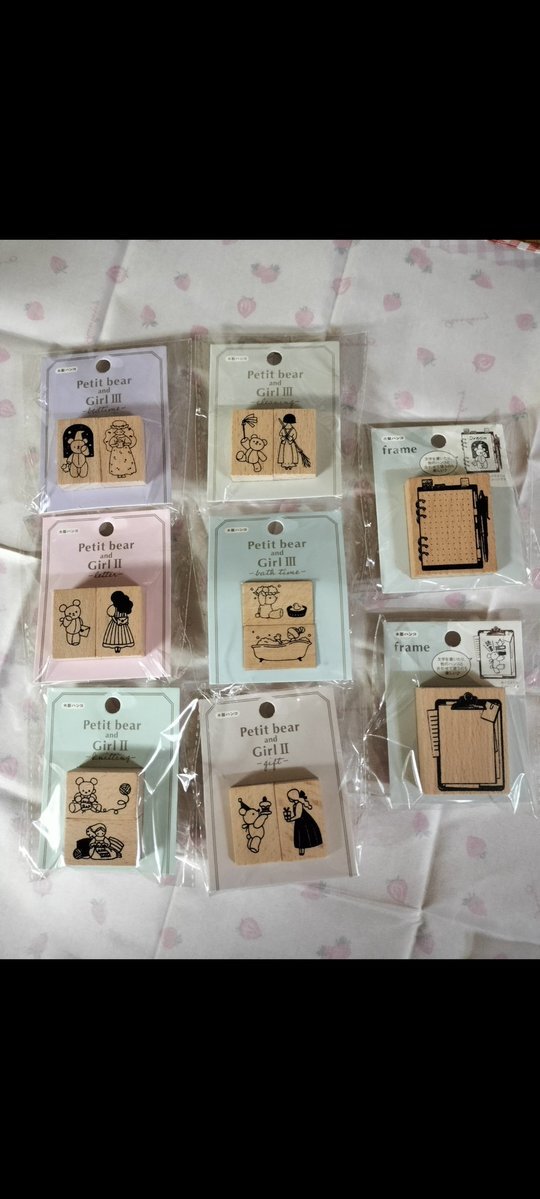 木製ハンコ
Petit bear
and
Girl III
-bedtime-
木製ハンコ
Petit bear
and
Girl III
-cleaning-
木製ハンコ
Petit bear
and
Girl II
-letter-
木製ハンコ
Petit bear
and
Girl III
-bath time-
木製ハンコ
Petit bear
and
Girl II
-knitting-
木製ハンコ
Petit bear
and
Girl II
-gift-
木製ハンコ
frame
木製ハンコ
frame